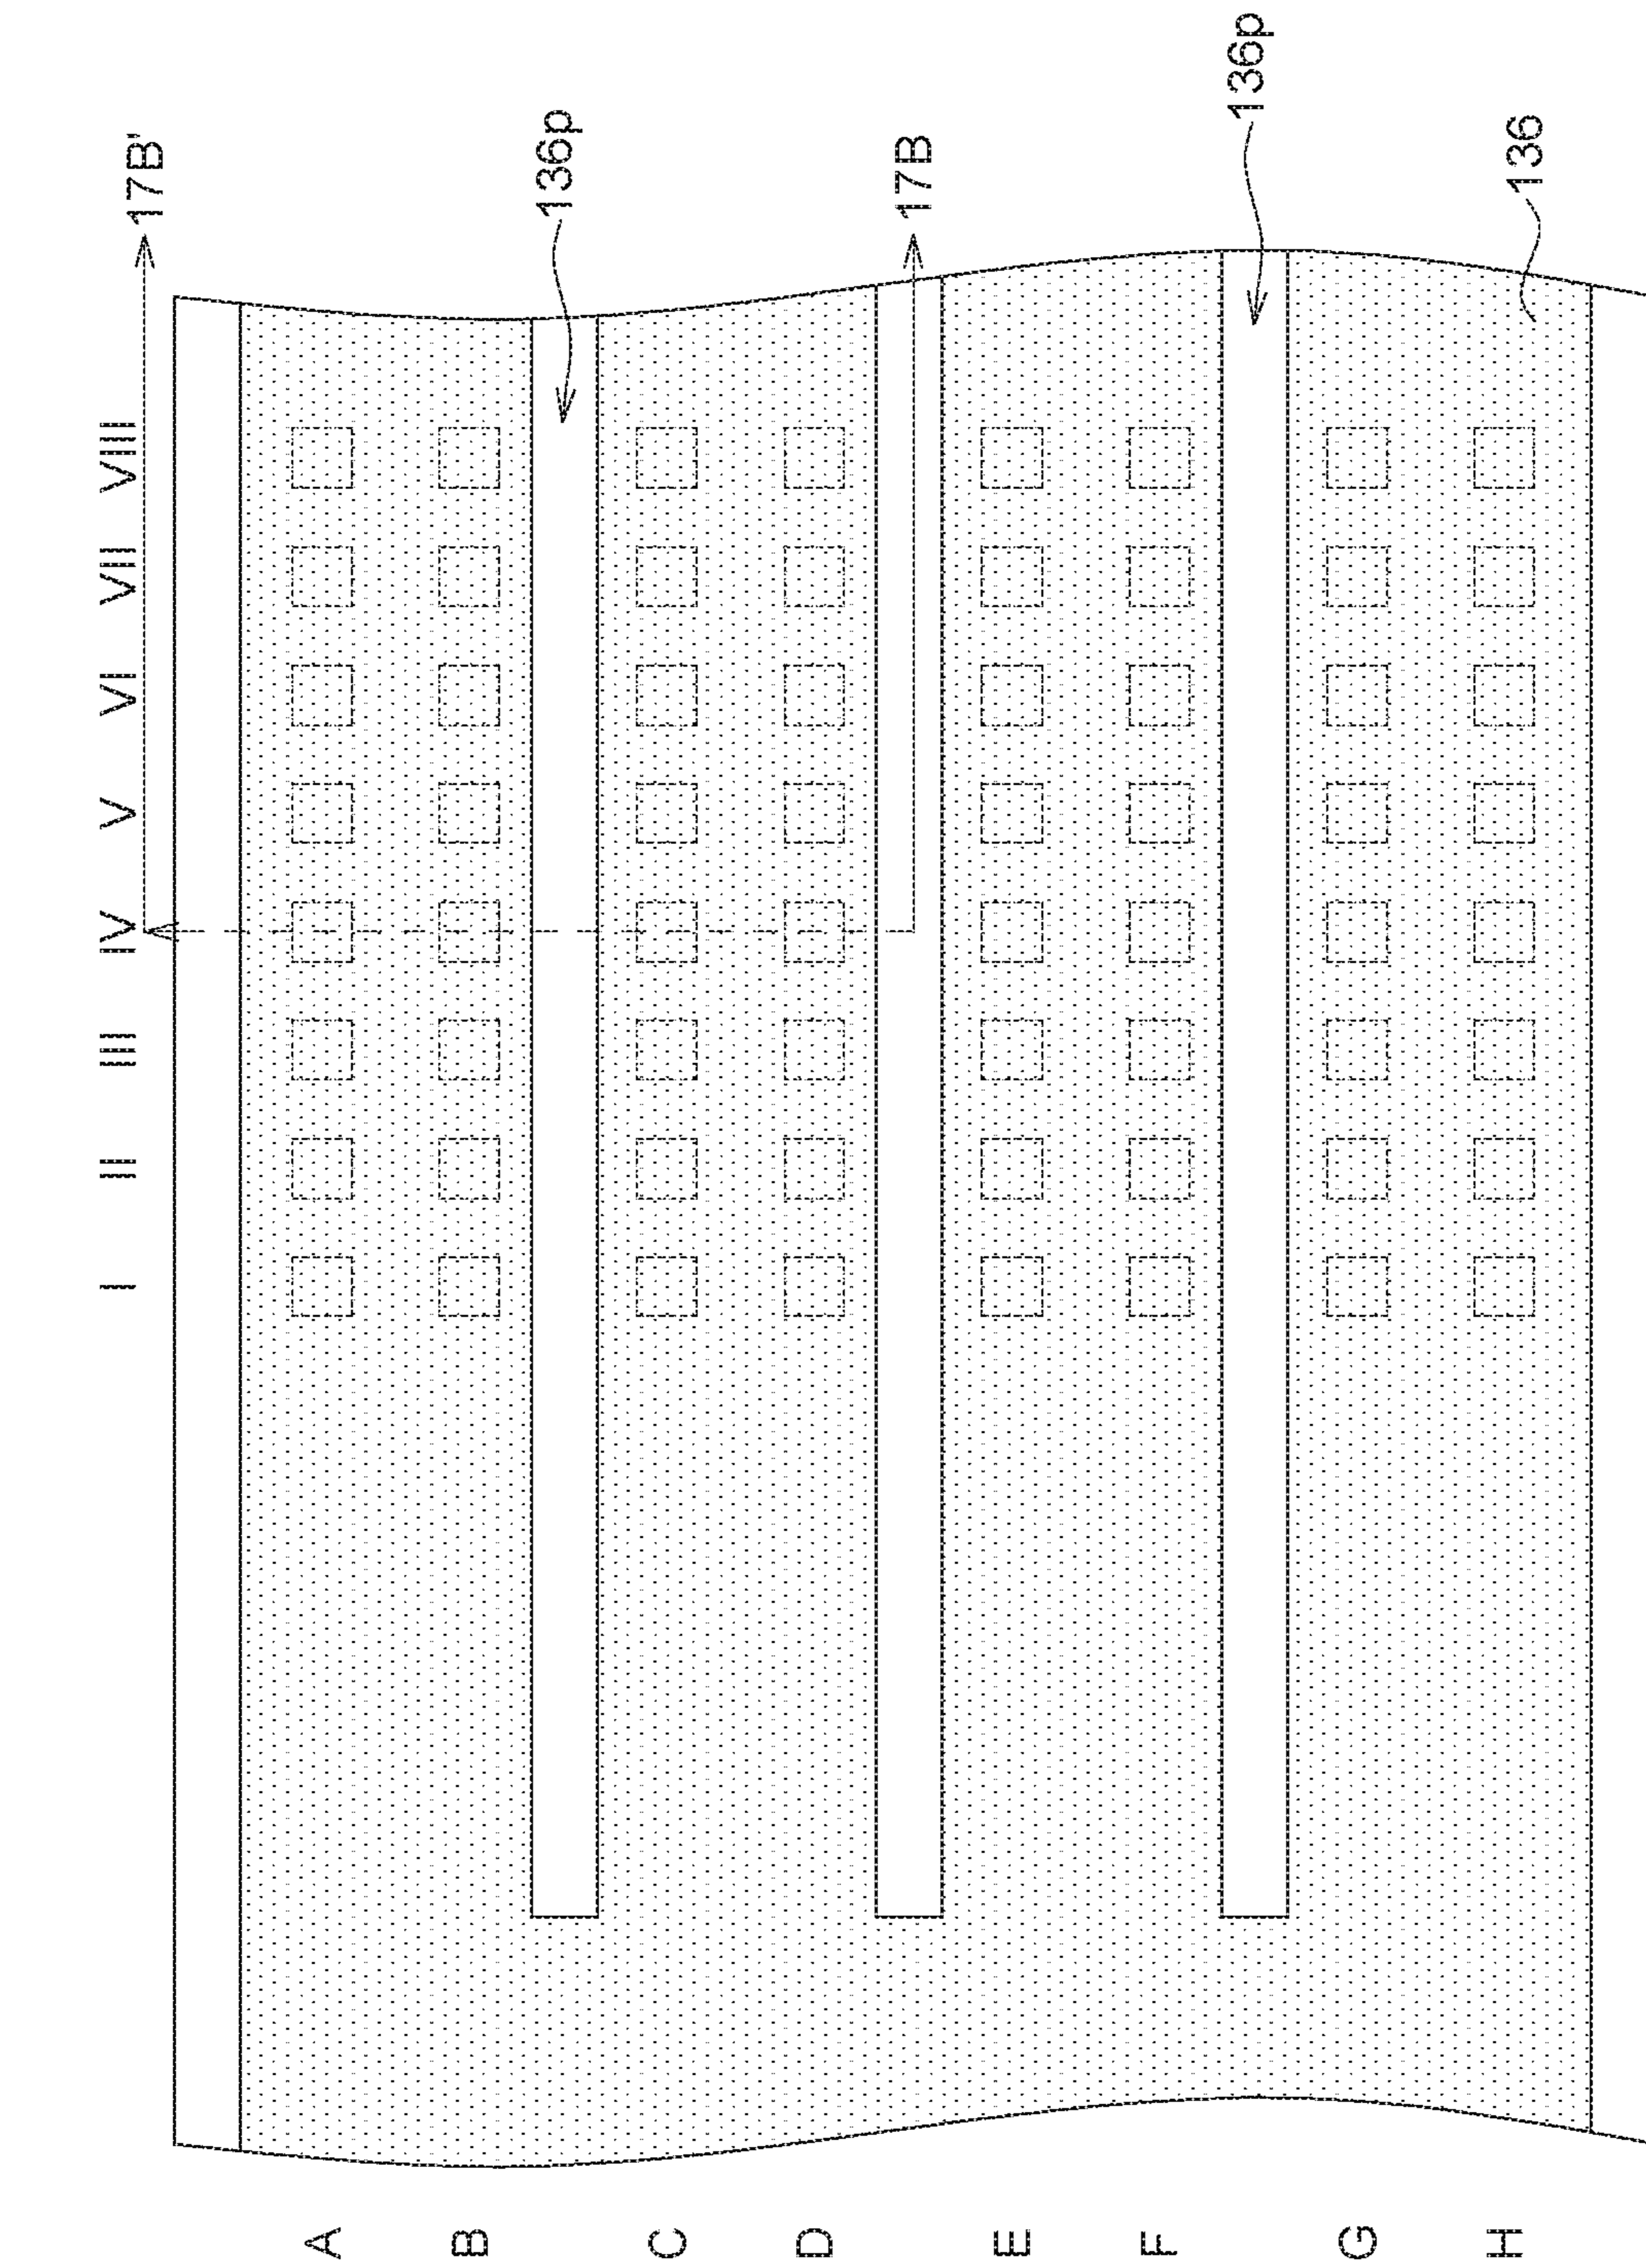 I II III IV V VI VII VIII
17B'
A
B
136p
C
D
17B
E
F
136p
G
H
136